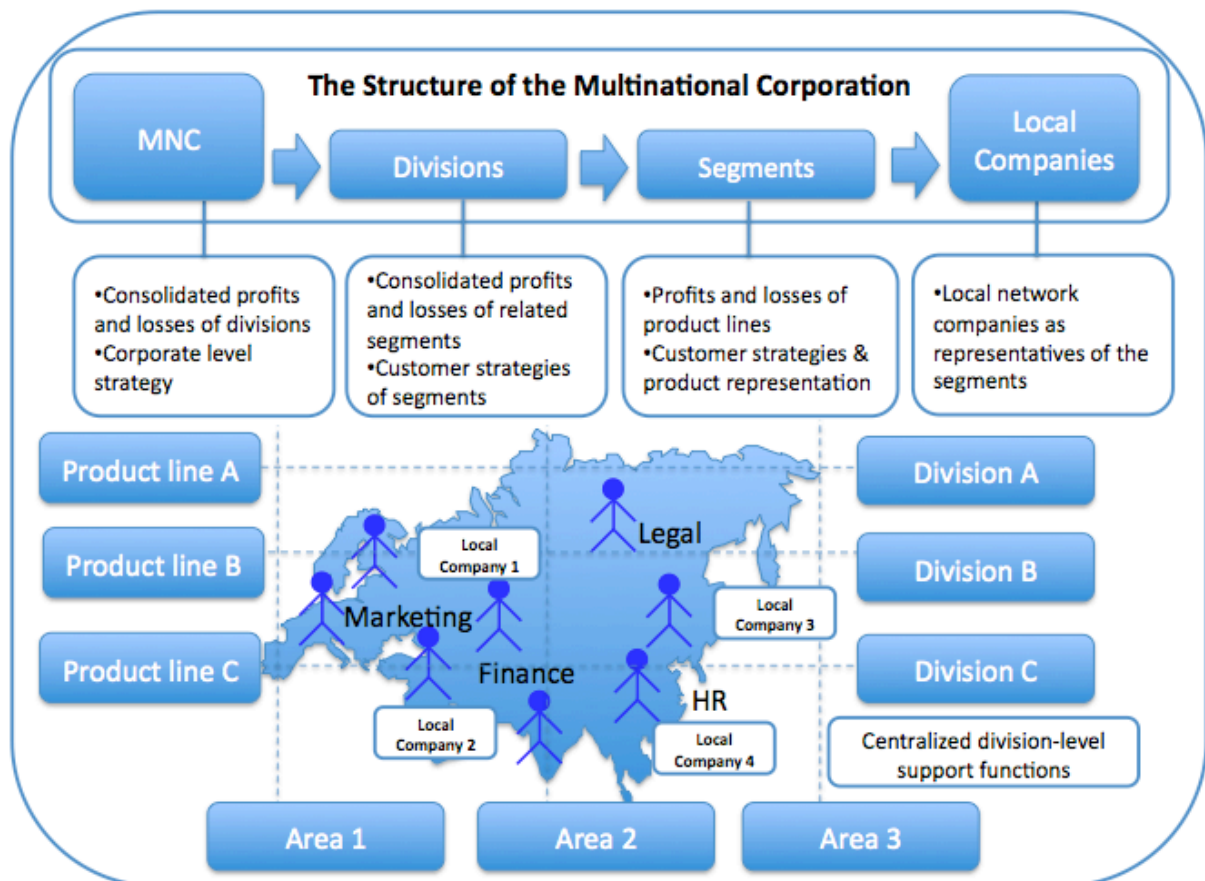 The Structure of the Multinational Corporation
MNC
Divisions
Segments
Local
Companies
•Consolidated profits
and losses of divisions
•Corporate level
strategy
•Consolidated profits
and losses of related
segments
•Customer strategies
of segments
•Profits and losses of
product lines
•Customer strategies &
product representation
•Local network
companies as
representatives of the
segments
Product line A
Division A
Legal
Local
Company 1
Product line B
Division B
Marketing
Local
Company 3
Product line C
Finance
Division C
HR
Local
Company 2
Local
Company 4
Centralized division-level
support functions
Area 1
Area 2
Area 3